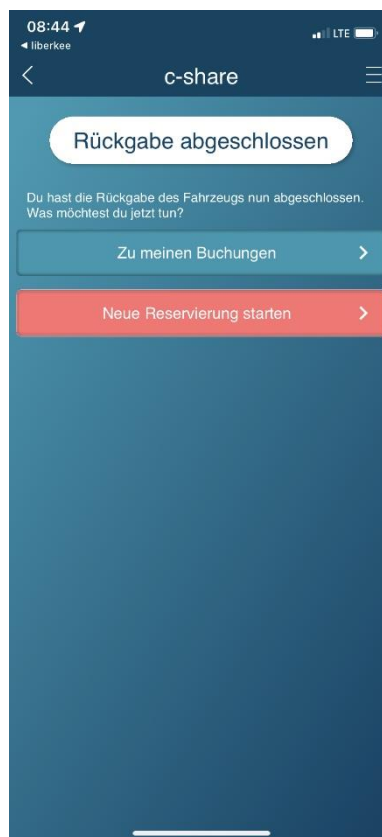 08:44
LTE
◀ liberkee
c-share
Rückgabe abgeschlossen
Du hast die Rückgabe des Fahrzeugs nun abgeschlossen.
Was möchtest du jetzt tun?
Zu meinen Buchungen
Neue Reservierung starten